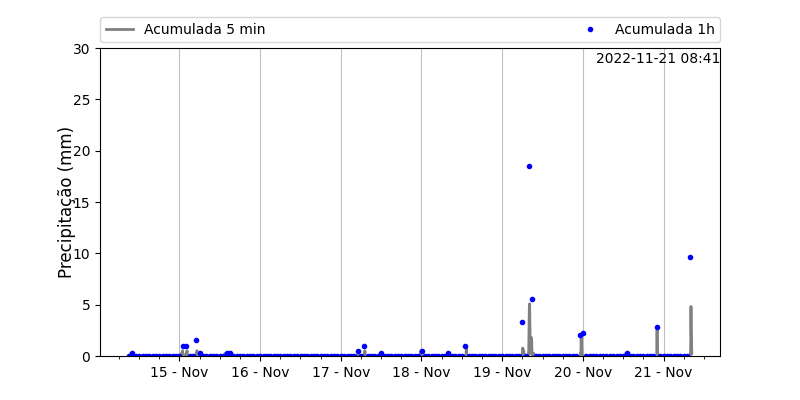 Acumulada 5 min
Acumulada 1h
2022-11-21 08:41
Precipitação (mm)
30
25
20
15
10
5
0
15 - Nov
16 - Nov
17 - Nov
18 - Nov
19 - Nov
20 - Nov
21 - Nov